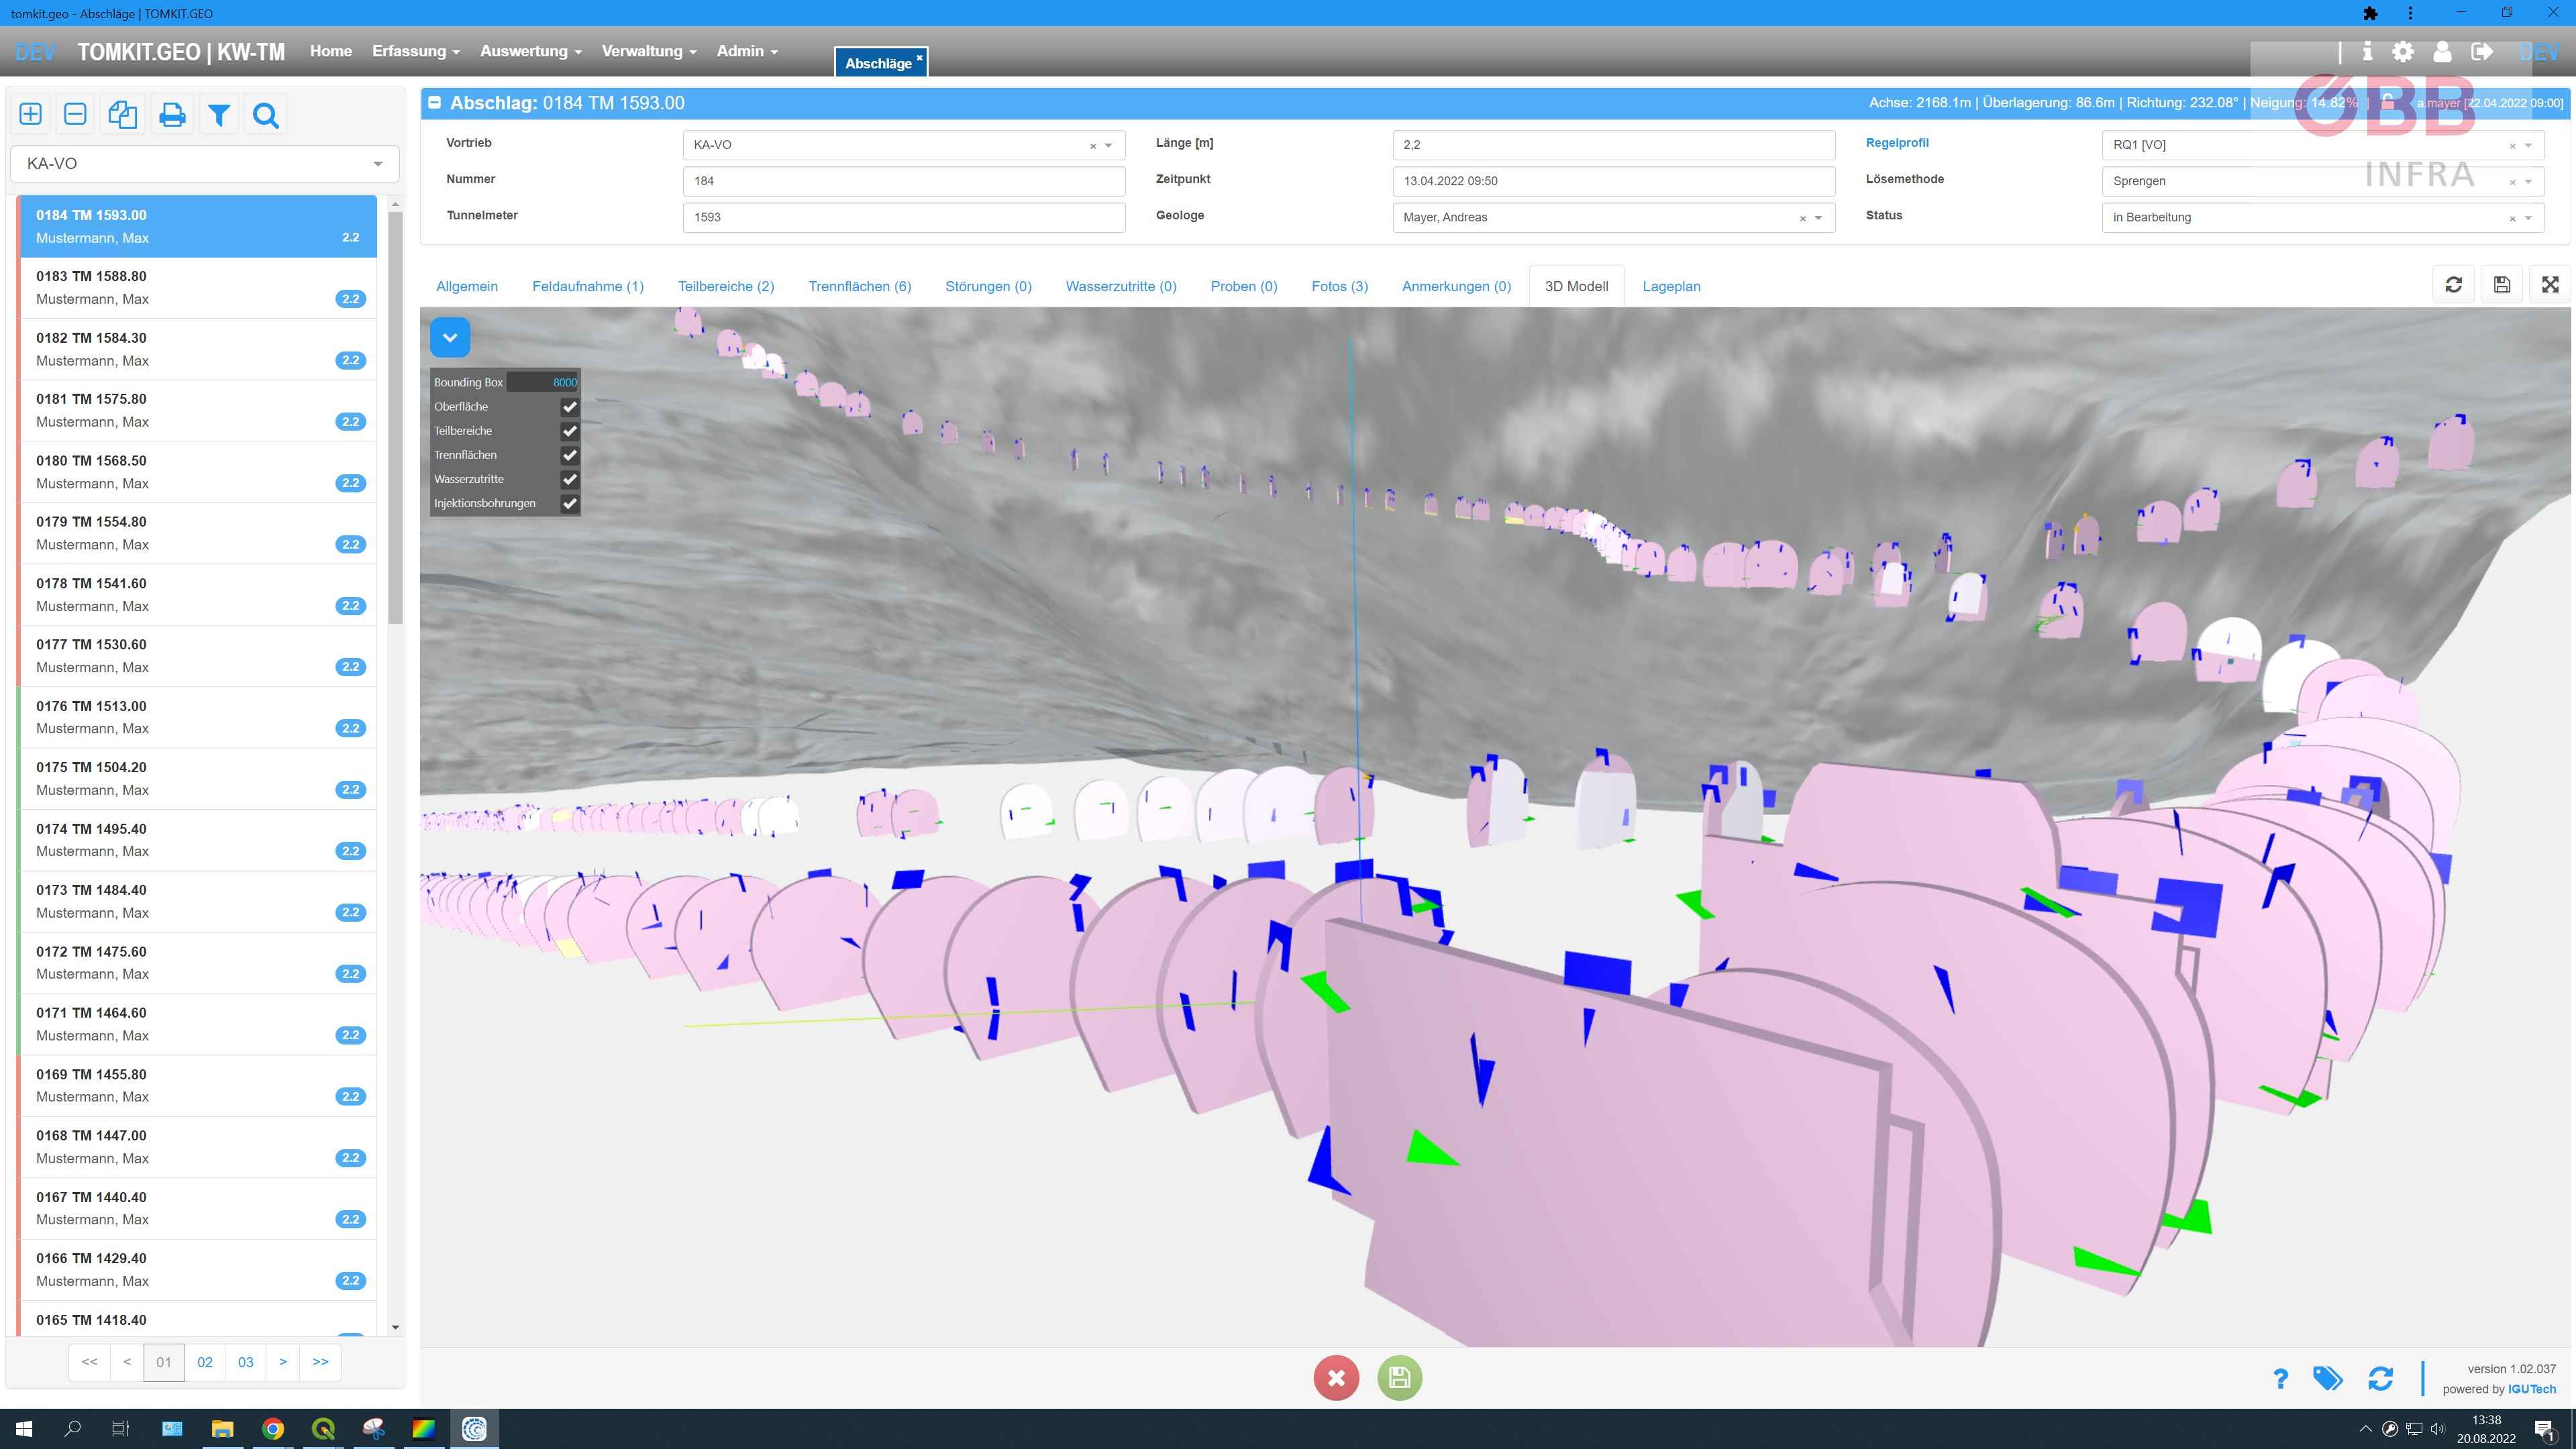 tomkit.geo - Abschläge | TOMKIT.GEO
DEV TOMKIT.GEO | KW-TM Home Erfassung Auswertung Verwaltung Admin Abschläge DEV
KA-VO
0184 TM 1593.00
Mustermann, Max 2.2
0183 TM 1588.80
Mustermann, Max 2.2
0182 TM 1584.30
Mustermann, Max 2.2
0181 TM 1575.80
Mustermann, Max 2.2
0180 TM 1568.50
Mustermann, Max 2.2
0179 TM 1554.80
Mustermann, Max 2.2
0178 TM 1541.60
Mustermann, Max 2.2
0177 TM 1530.60
Mustermann, Max 2.2
0176 TM 1513.00
Mustermann, Max 2.2
0175 TM 1504.20
Mustermann, Max 2.2
0174 TM 1495.40
Mustermann, Max 2.2
0173 TM 1484.40
Mustermann, Max 2.2
0172 TM 1475.60
Mustermann, Max 2.2
0171 TM 1464.60
Mustermann, Max 2.2
0169 TM 1455.80
Mustermann, Max 2.2
0168 TM 1447.00
Mustermann, Max 2.2
0167 TM 1440.40
Mustermann, Max 2.2
0166 TM 1429.40
Mustermann, Max 2.2
0165 TM 1418.40
<< < 01 02 03 > >>
Abschlag: 0184 TM 1593.00
Achse: 2168.1m | Überlagerung: 86.6m | Richtung: 232.08° | Neigung: 14.82% | a.mayer [22.04.2022 09:00]
ÖBB
INFRA
Vortrieb KA-VO Länge [m] 2,2 Regelprofil RQ1 [VO]
Nummer 184 Zeitpunkt 13.04.2022 09:50 Lösemethode Sprengen
Tunnelmeter 1593 Geologe Mayer, Andreas Status in Bearbeitung
Allgemein Feldaufnahme (1) Teilbereiche (2) Trennflächen (6) Störungen (0) Wasserzutritte (0) Proben (0) Fotos (3) Anmerkungen (0) 3D Modell Lageplan
Bounding Box 8000
Oberfläche
Teilbereiche
Trennflächen
Wasserzutritte
Injektionsbohrungen
version 1.02.037
powered by IGUTech
13:38
20.08.2022
1